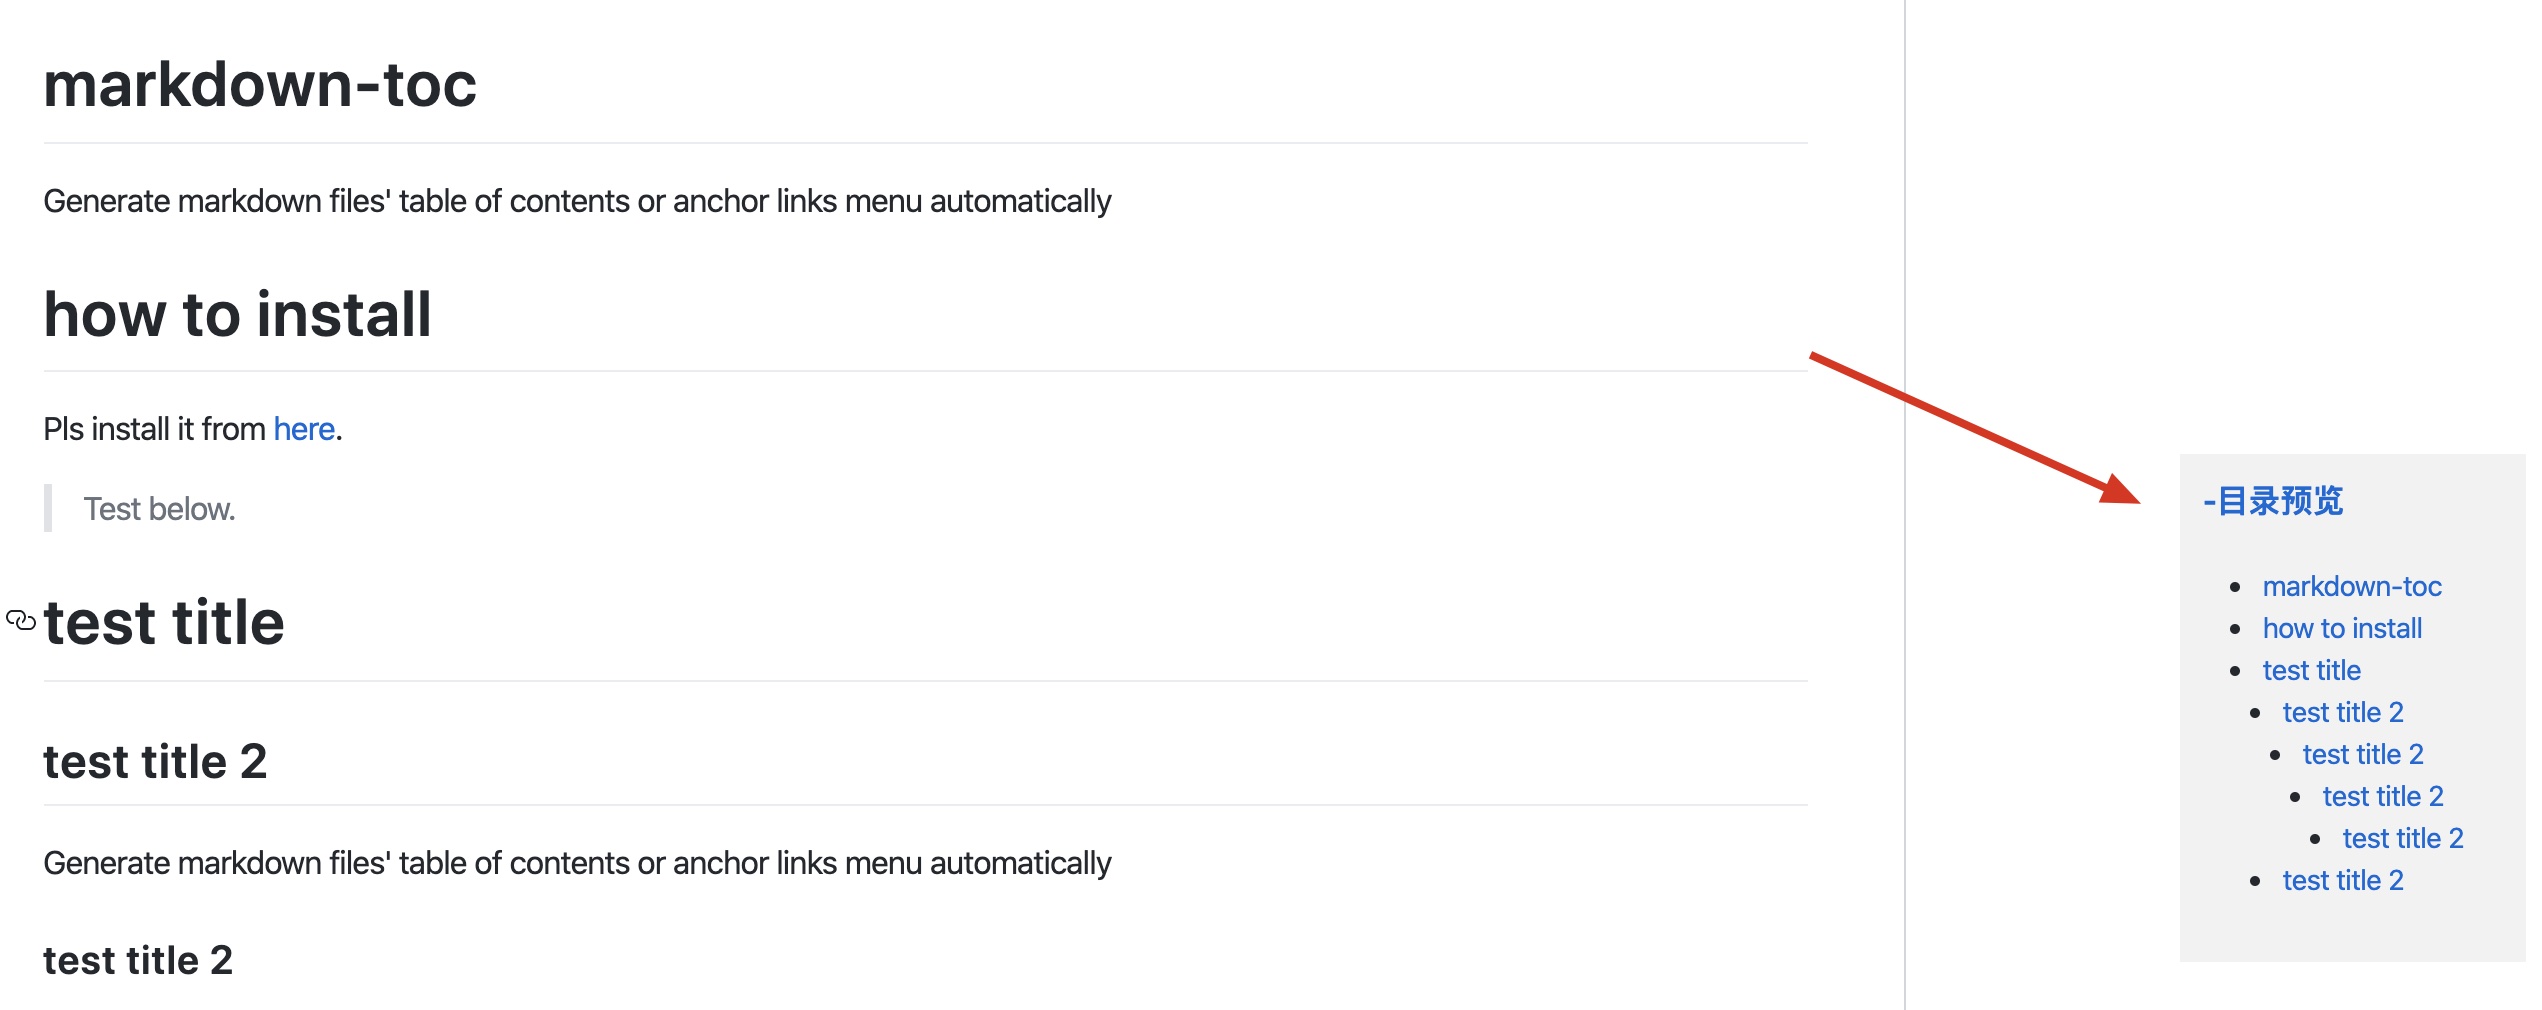 markdown-toc
Generate markdown files' table of contents or anchor links menu automatically
how to install
Pls install it from here.
Test below.
test title
test title 2
Generate markdown files' table of contents or anchor links menu automatically
test title 2
-目录预览
markdown-toc
how to install
test title
test title 2
test title 2
test title 2
test title 2
test title 2